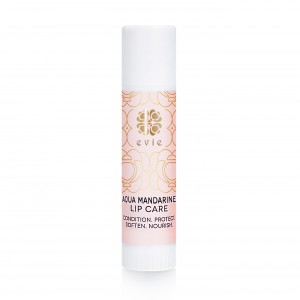 evie
AQUA MANDARINE
LIP CARE
CONDITION. PROTECT.
SOFTEN. NOURISH.